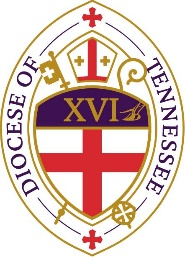 DIOCESE OF TENNESSEE
XVI